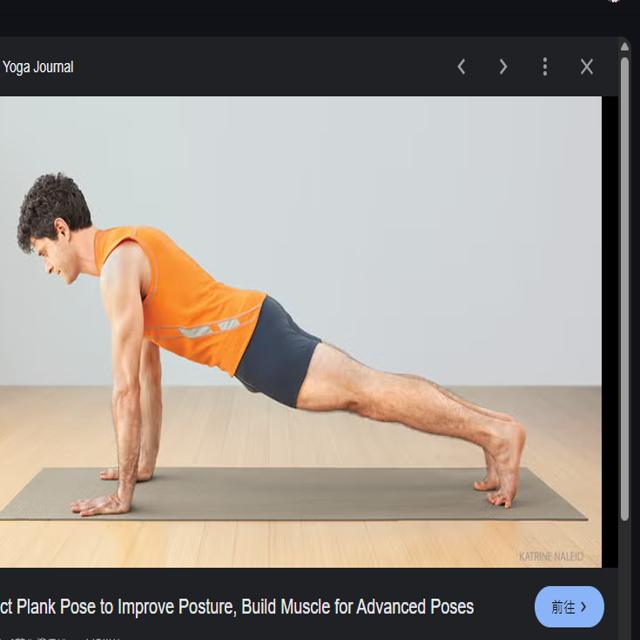 Yoga Journal
KATRINE NALEID
ct Plank Pose to Improve Posture, Build Muscle for Advanced Poses
前往